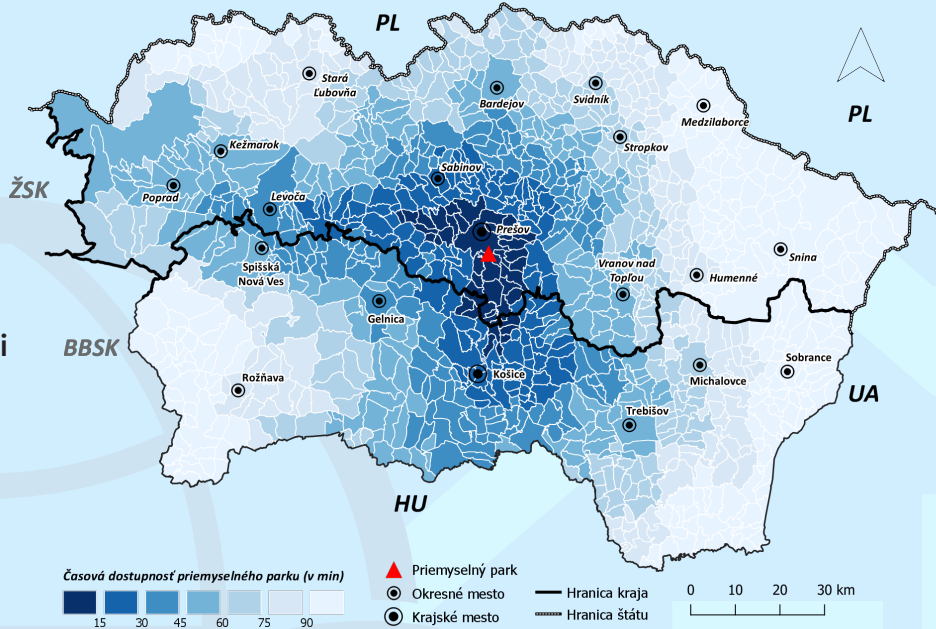 PL
Stará
Ľubovňa
Bardejov
Svidník
Medzilaborce
PL
Stropkov
Kežmarok
Sabinov
ŽSK
Poprad
Levoča
Prešov
Spišská
Nová Ves
Vranov nad
Topľou
Humenné
Snina
Gelnica
i
BBSK
Rožňava
Košice
Michalovce
Sobrance
UA
Trebišov
HU
Časová dostupnosť priemyselného parku (v min)
15 30 45 60 75 90
Priemyselný park
Okresné mesto
Krajské mesto
Hranica kraja
Hranica štátu
0 10 20 30 km